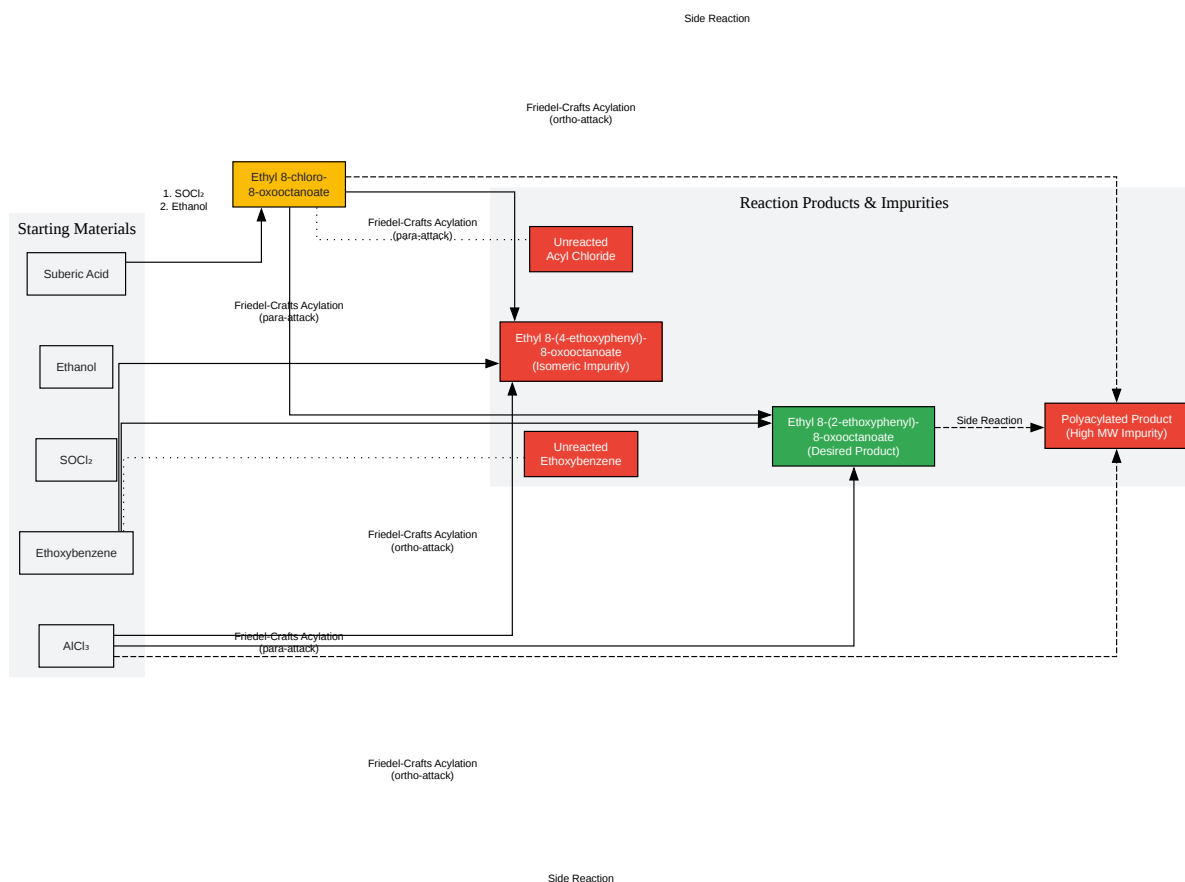 Side Reaction
Friedel-Crafts Acylation
(ortho-attack)
Ethyl 8-chloro-
8-oxooctanoate
1. SOCl₂
2. Ethanol
Reaction Products & Impurities
Starting Materials
Friedel-Crafts Acylation
(para-attack)
Unreacted
Acyl Chloride
Suberic Acid
Friedel-Crafts Acylation
(para-attack)
Ethyl 8-(4-ethoxyphenyl)-
8-oxooctanoate
(Isomeric Impurity)
Ethanol
Ethyl 8-(2-ethoxyphenyl)-
8-oxooctanoate
(Desired Product)
Side Reaction
Polyacylated Product
(High MW Impurity)
SOCl₂
Unreacted
Ethoxybenzene
Ethoxybenzene
Friedel-Crafts Acylation
(ortho-attack)
AlCl₃
Friedel-Crafts Acylation
(para-attack)
Friedel-Crafts Acylation
(ortho-attack)
Side Reaction